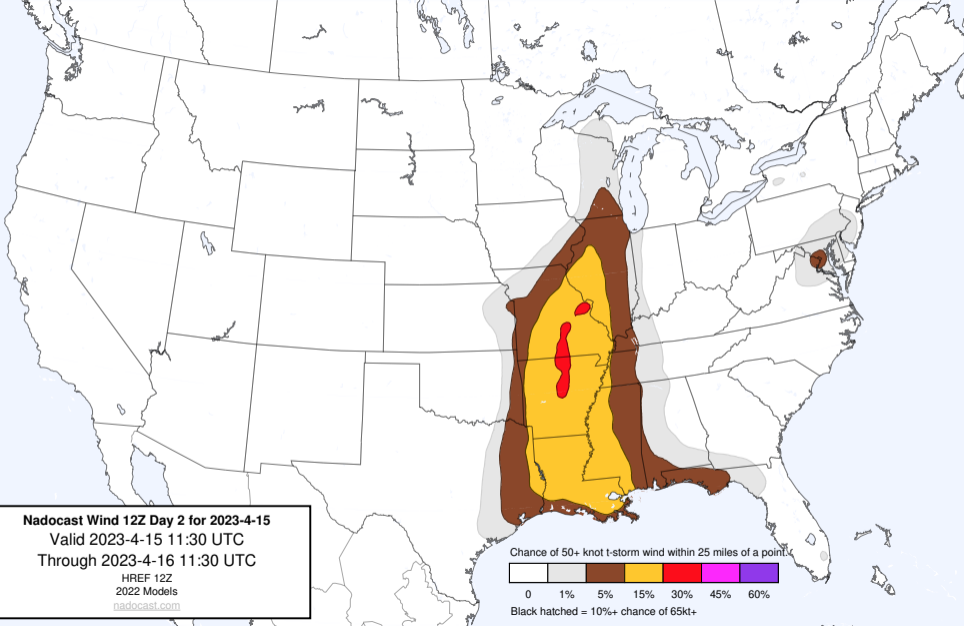 Nadocast Wind 12Z Day 2 for 2023-4-15
Valid 2023-4-15 11:30 UTC
Through 2023-4-16 11:30 UTC
HREF 12Z
2022 Models
nadocast.com
Chance of 50+ knot t-storm wind within 25 miles of a point.
0 1% 5% 15% 30% 45% 60%
Black hatched = 10%+ chance of 65kt+